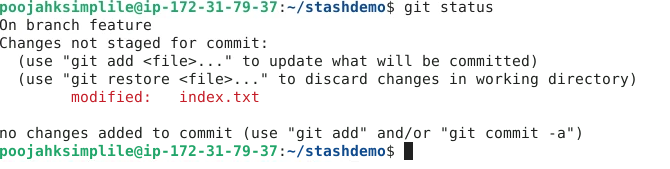 poojahksimplile@ip-172-31-79-37:~/stashdemo$ git status
On branch feature
Changes not staged for commit:
  (use "git add <file>..." to update what will be committed)
  (use "git restore <file>..." to discard changes in working directory)
        modified:   index.txt

no changes added to commit (use "git add" and/or "git commit -a")
poojahksimplile@ip-172-31-79-37:~/stashdemo$